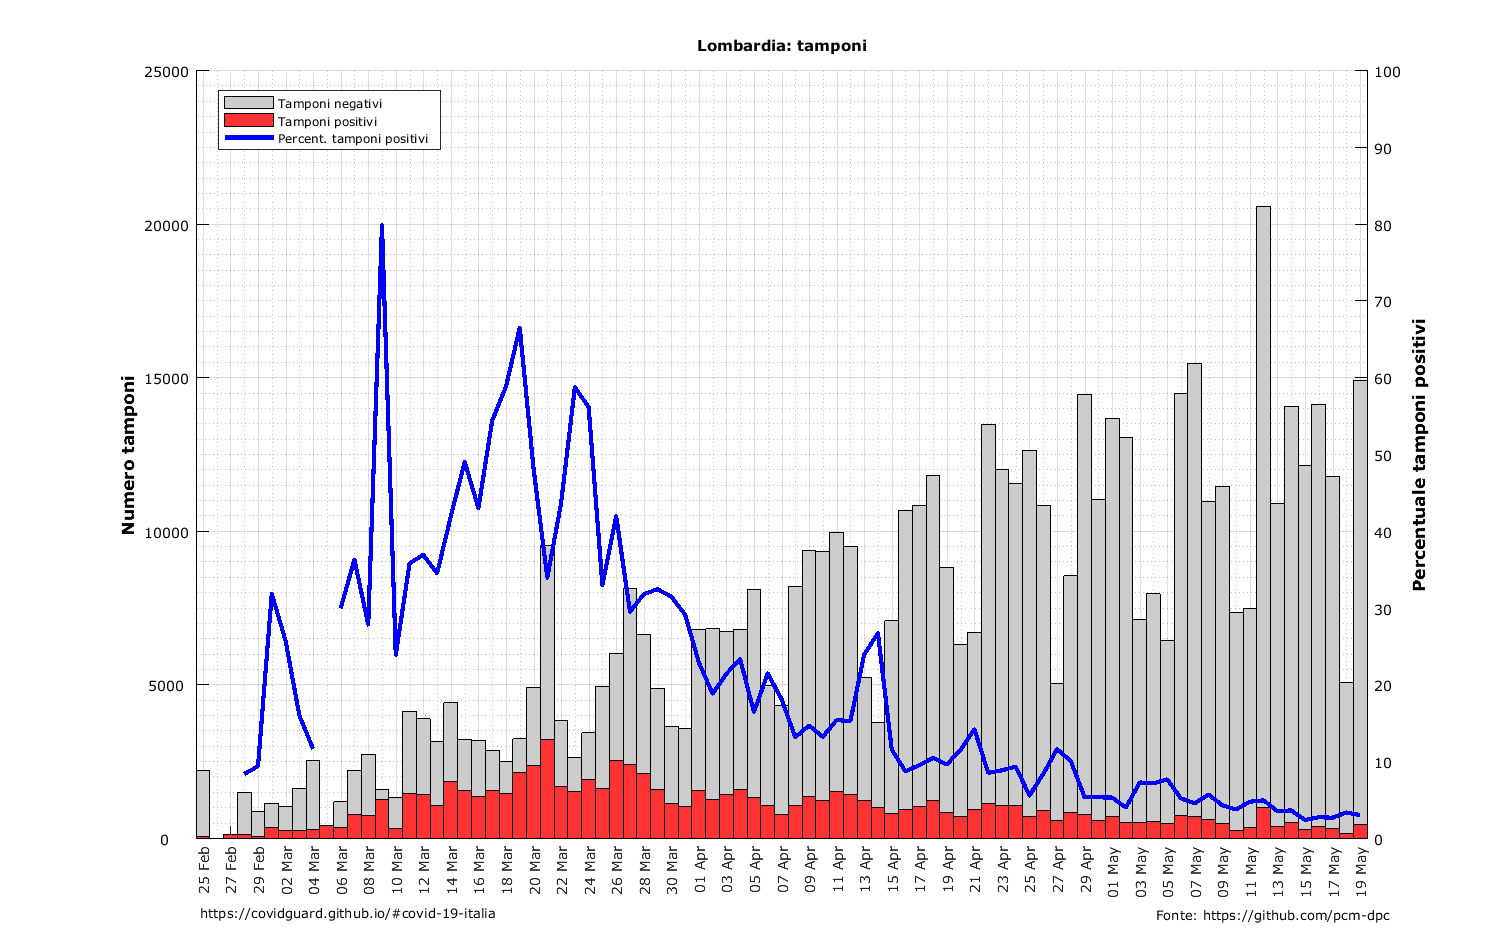 Lombardia: tamponi
Tamponi negativi
Tamponi positivi
Percent. tamponi positivi
Numero tamponi
25000
20000
15000
10000
5000
0
Percentuale tamponi positivi
100
90
80
70
60
50
40
30
20
10
0
25 Feb
27 Feb
29 Feb
02 Mar
04 Mar
06 Mar
08 Mar
10 Mar
12 Mar
14 Mar
16 Mar
18 Mar
20 Mar
22 Mar
24 Mar
26 Mar
28 Mar
30 Mar
01 Apr
03 Apr
05 Apr
07 Apr
09 Apr
11 Apr
13 Apr
15 Apr
17 Apr
19 Apr
21 Apr
23 Apr
25 Apr
27 Apr
29 Apr
01 May
03 May
05 May
07 May
09 May
11 May
13 May
15 May
17 May
19 May
https://covidguard.github.io/#covid-19-italia
Fonte: https://github.com/pcm-dpc